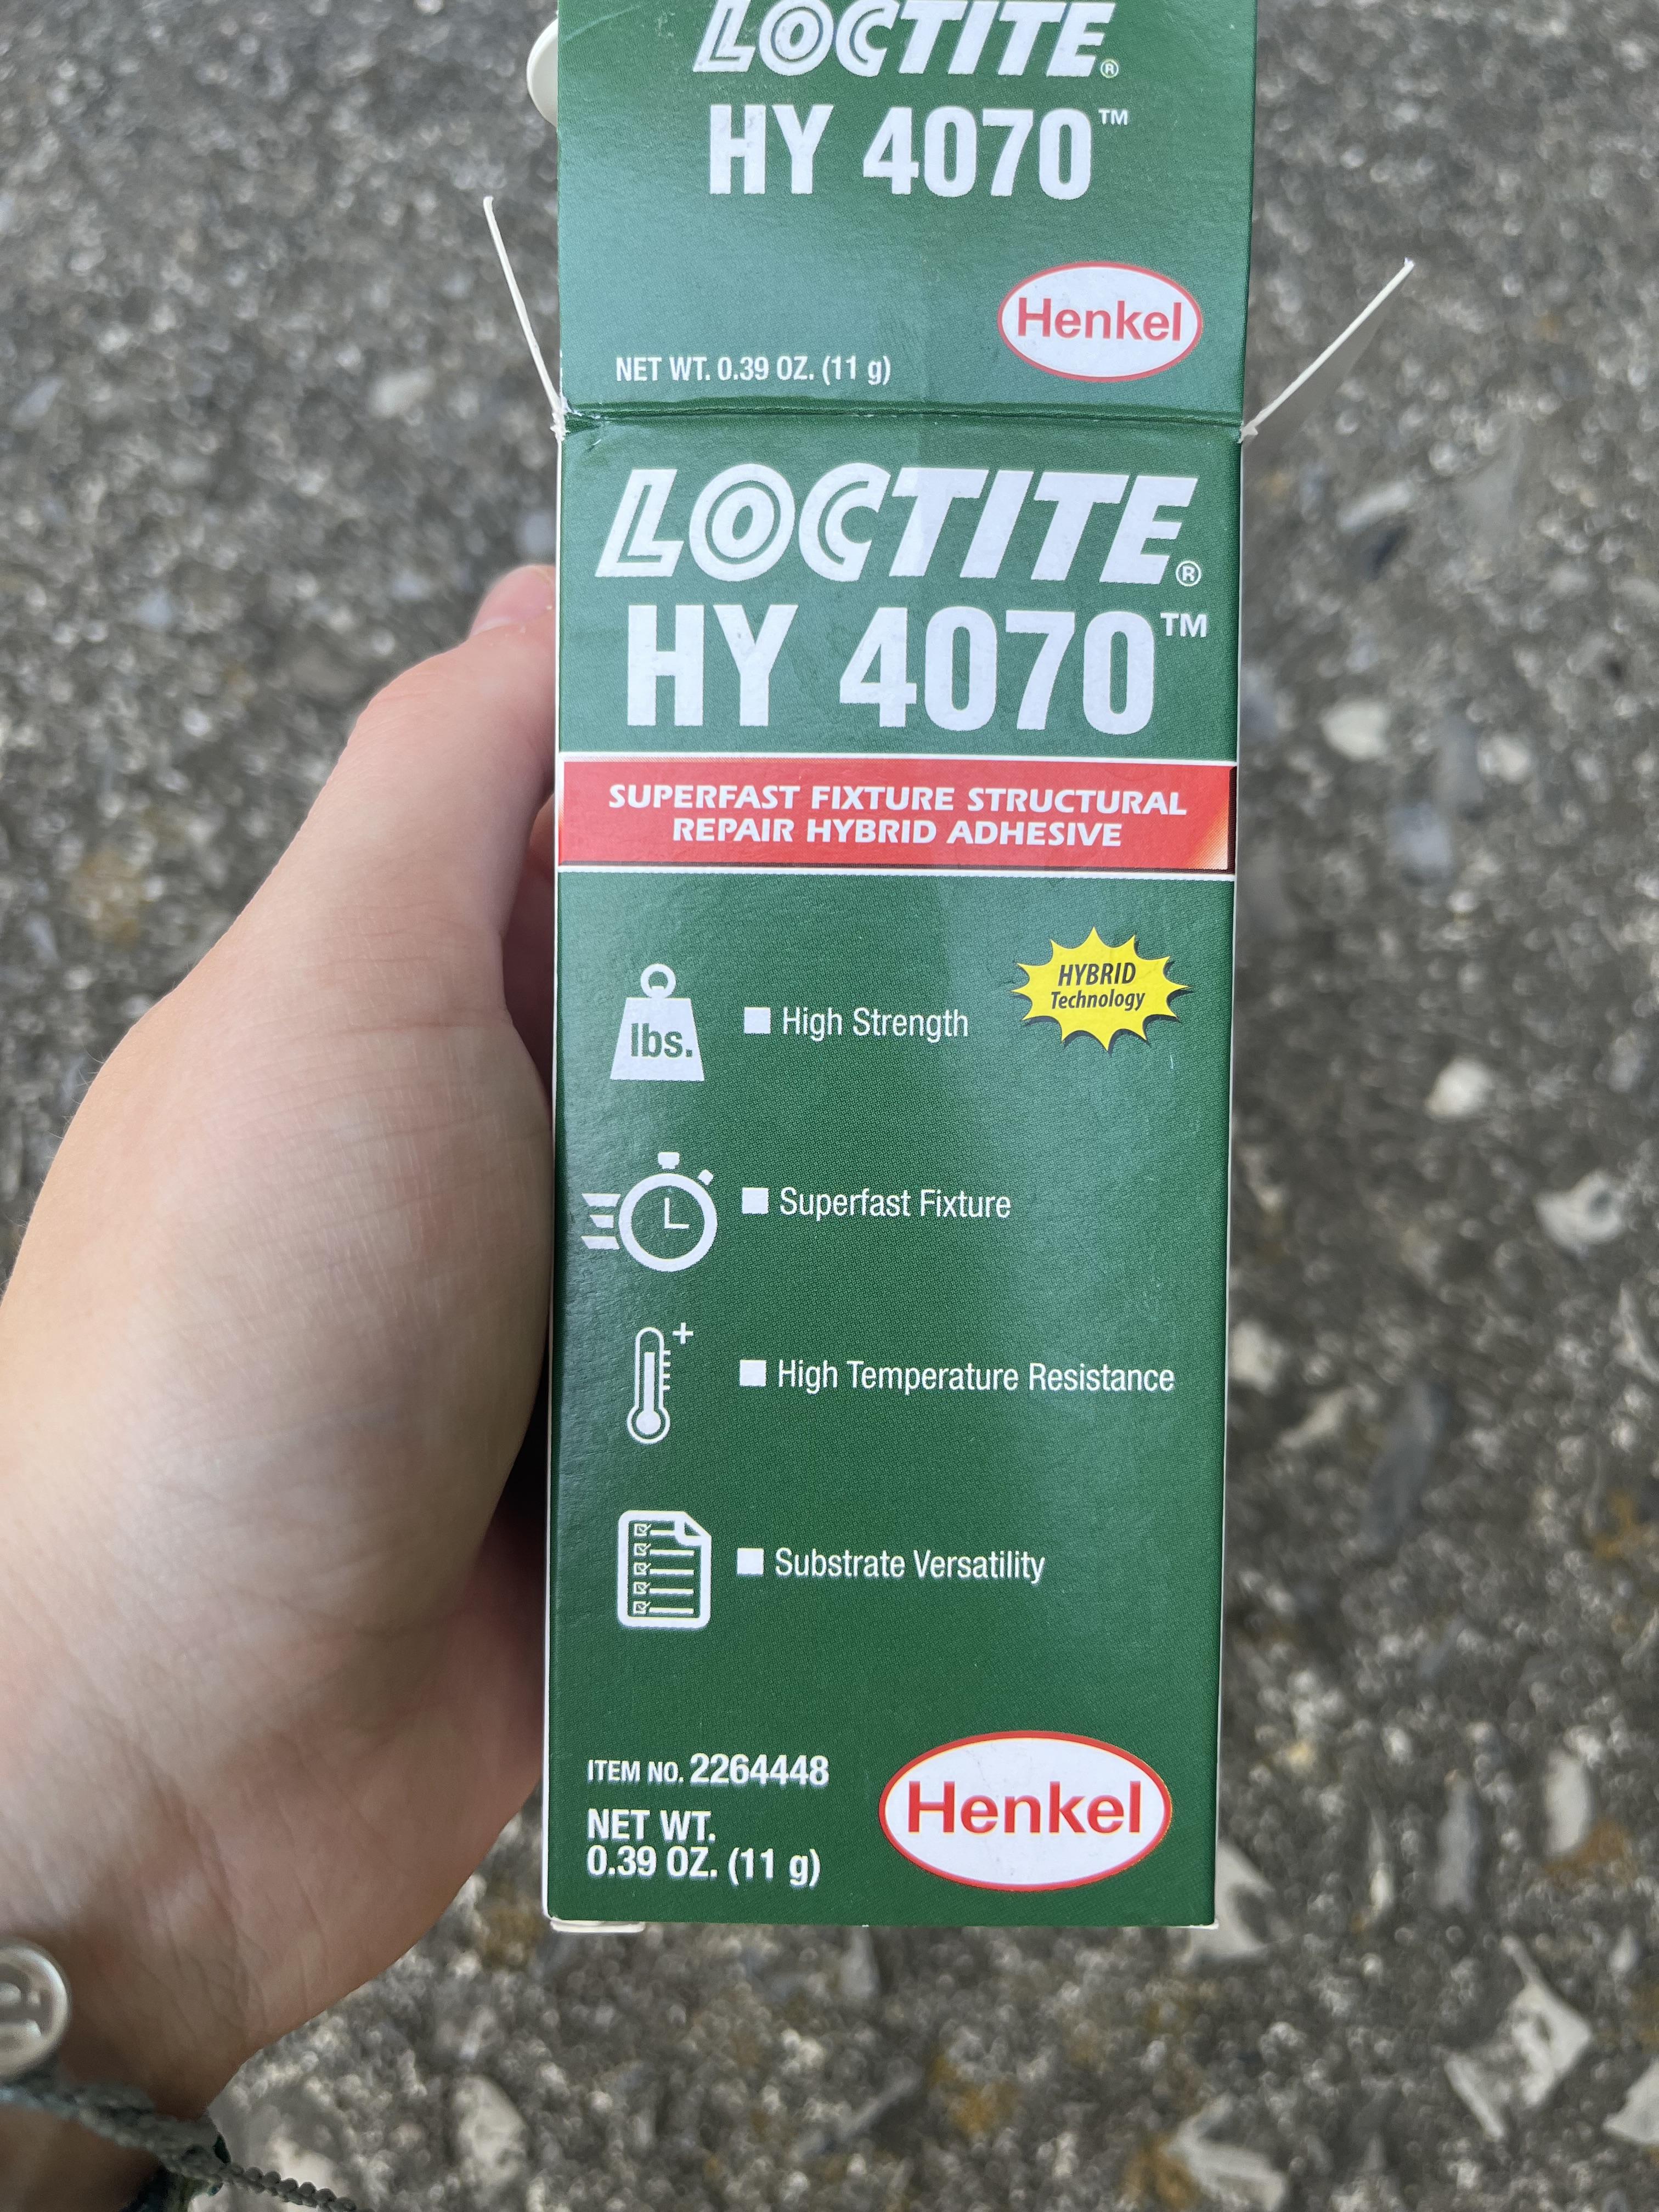 LOCTITE®
HY 4070™
Henkel
NET WT. 0.39 OZ. (11 g)
LOCTITE®
HY 4070™
SUPERFAST FIXTURE STRUCTURAL
REPAIR HYBRID ADHESIVE
HYBRID
Technology
lbs.
■ High Strength
■ Superfast Fixture
■ High Temperature Resistance
■ Substrate Versatility
ITEM NO. 2264448
NET WT.
0.39 OZ. (11 g)
Henkel